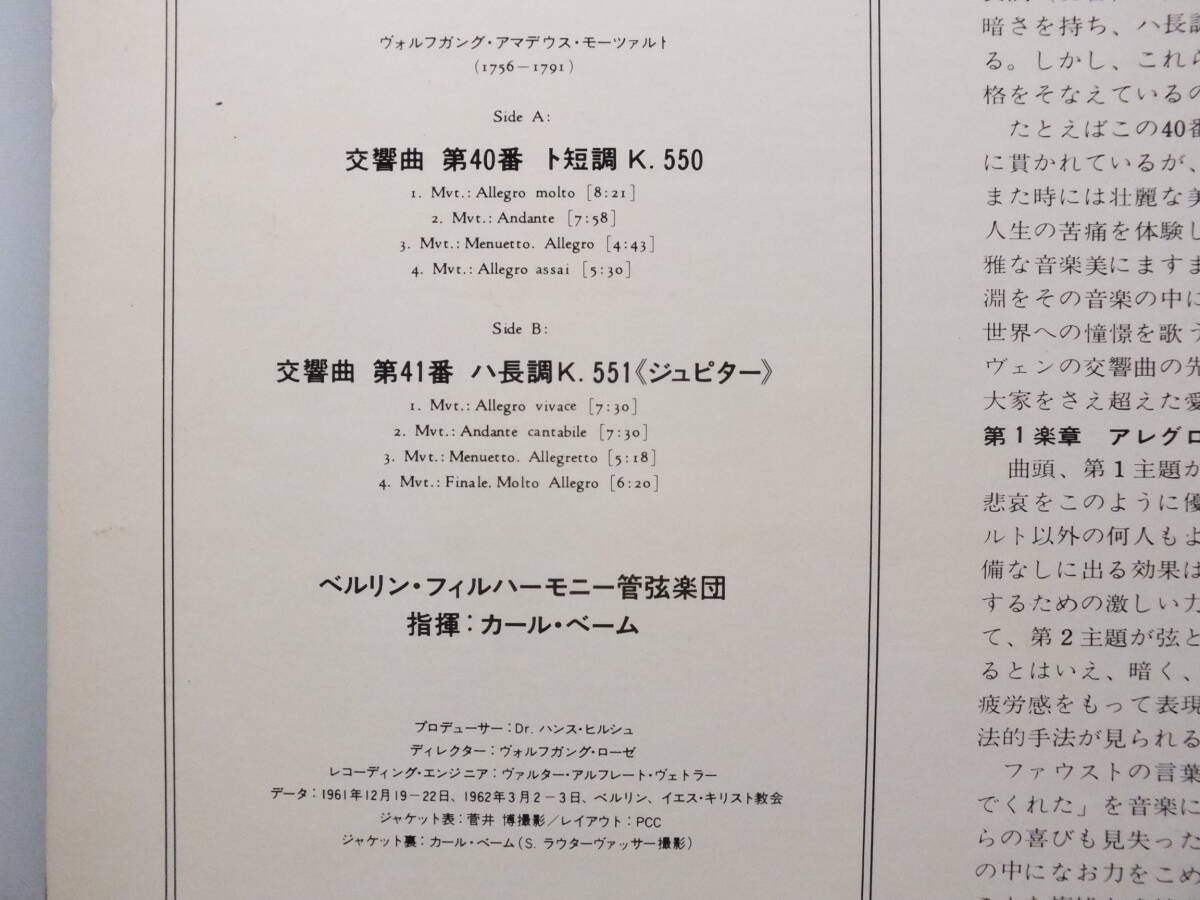 ヴォルフガング・アマデウス・モーツァルト
(1756－1791)
Side A:
交響曲 第40番 ト短調 K. 550
1. Mvt.: Allegro molto [8:21]
2. Mvt.: Andante [7:58]
3. Mvt.: Menuetto. Allegro [4:43]
4. Mvt.: Allegro assai [5:30]
Side B:
交響曲 第41番 ハ長調K. 551《ジュピター》
1. Mvt.: Allegro vivace [7:30]
2. Mvt.: Andante cantabile [7:30]
3. Mvt.: Menuetto. Allegretto [5:18]
4. Mvt.: Finale. Molto Allegro [6:20]
ベルリン・フィルハーモニー管弦楽団
指揮：カール・ベーム
プロデューサー：Dr. ハンス・ヒルシュ
ディレクター：ヴォルフガング・ローゼ
レコーディング・エンジニア：ヴァルター・アルフレート・ヴェトラー
データ：1961年12月19－22日、1962年3月2－3日、ベルリン、イエス・キリスト教会
ジャケット表：菅井 博撮影／レイアウト：PCC
ジャケット裏：カール・ベーム(S. ラウターヴァッサー撮影)
暗さを持ち、ハ長調
る。しかし、これら
格をそなえているの
たとえばこの40番
に貫かれているが、
また時には壮麗な美
人生の苦痛を体験し
雅な音楽美にますま
淵をその音楽の中に
世界への憧憬を歌う
ヴェンの交響曲の先
大家をさえ超えた愛
第1楽章 アレグロ
曲頭、第1主題が
悲哀をこのように優
ルト以外の何人もよ
備なしに出る効果は
するための激しい力
て、第2主題が弦と
るとはいえ、暗く、
疲労感をもって表現
法的手法が見られる
ファウストの言葉
でくれた」を音楽に
らの喜びも見失った
の中になお力をこめ